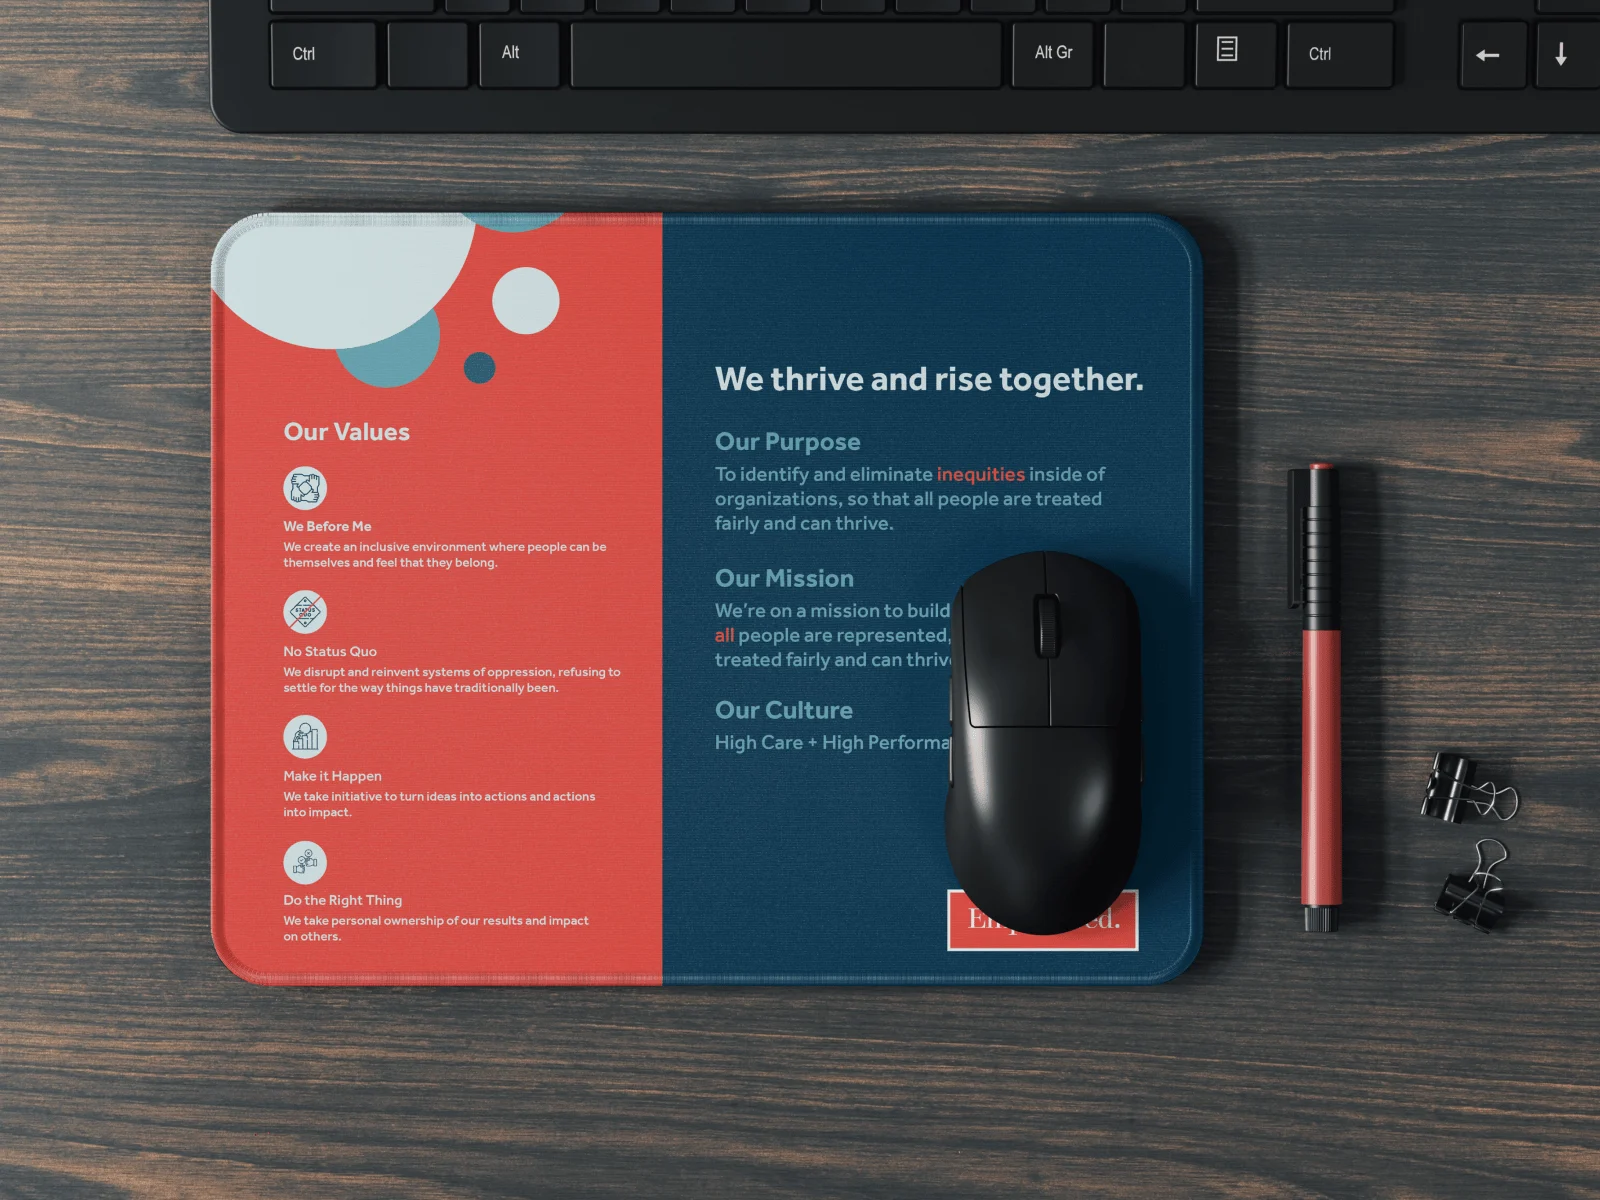 Ctrl
Alt
Alt Gr
Ctrl
Our Values
We Before Me
We create an inclusive environment where people can be
themselves and feel that they belong.
STATUS
QUO
No Status Quo
We disrupt and reinvent systems of oppression, refusing to
settle for the way things have traditionally been.
Make it Happen
We take initiative to turn ideas into actions and actions
into impact.
Do the Right Thing
We take personal ownership of our results and impact
on others.
We thrive and rise together.
Our Purpose
To identify and eliminate inequities inside of
organizations, so that all people are treated
fairly and can thrive.
Our Mission
We’re on a mission to build
all people are represented,
treated fairly and can
Our Culture
High Care + High